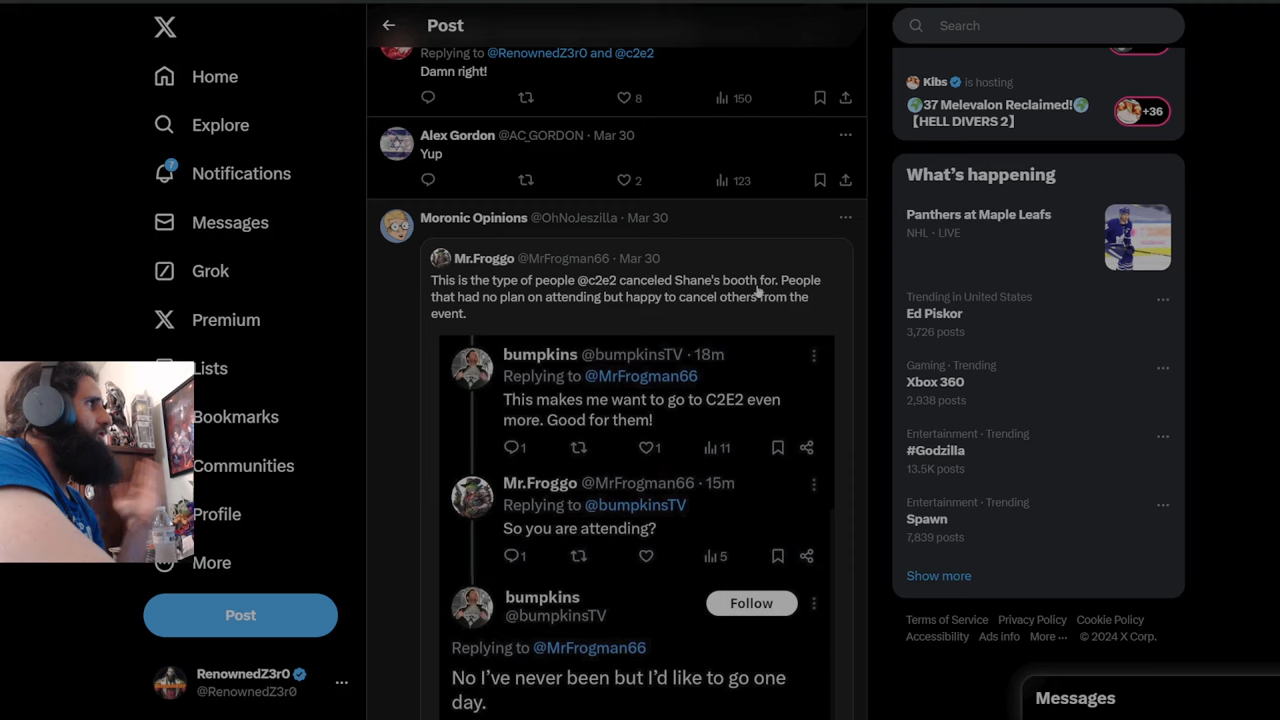 Post
Search
Home
Explore
7
Notifications
Messages
Grok
Premium
Lists
Bookmarks
Communities
Profile
More
Post
RenownedZ3r0
@RenownedZ3r0
Replying to @RenownedZ3r0 and @c2e2
Damn right!
8
150
Alex Gordon @AC_GORDON · Mar 30
Yup
2
123
Moronic Opinions @OhNoJeszilla · Mar 30
Mr.Froggo @MrFrogman66 · Mar 30
This is the type of people @c2e2 canceled Shane's booth for. People
that had no plan on attending but happy to cancel others from the
event.
bumpkins @bumpkinsTV · 18m
Replying to @MrFrogman66
This makes me want to go to C2E2 even
more. Good for them!
1
1
11
Mr.Froggo @MrFrogman66 · 15m
Replying to @bumpkinsTV
So you are attending?
1
5
bumpkins
@bumpkinsTV
Follow
Replying to @MrFrogman66
No I've never been but I'd like to go one
day.
Kibs is hosting
🌎37 Melevalon Reclaimed!🌎
【HELL DIVERS 2】
+36
What's happening
Panthers at Maple Leafs
NHL · LIVE
Trending in United States
Ed Piskor
3,726 posts
Gaming · Trending
Xbox 360
2,938 posts
Entertainment · Trending
#Godzilla
13.5K posts
Entertainment · Trending
Spawn
7,839 posts
Show more
Terms of Service Privacy Policy Cookie Policy
Accessibility Ads info More ··· © 2024 X Corp.
Messages